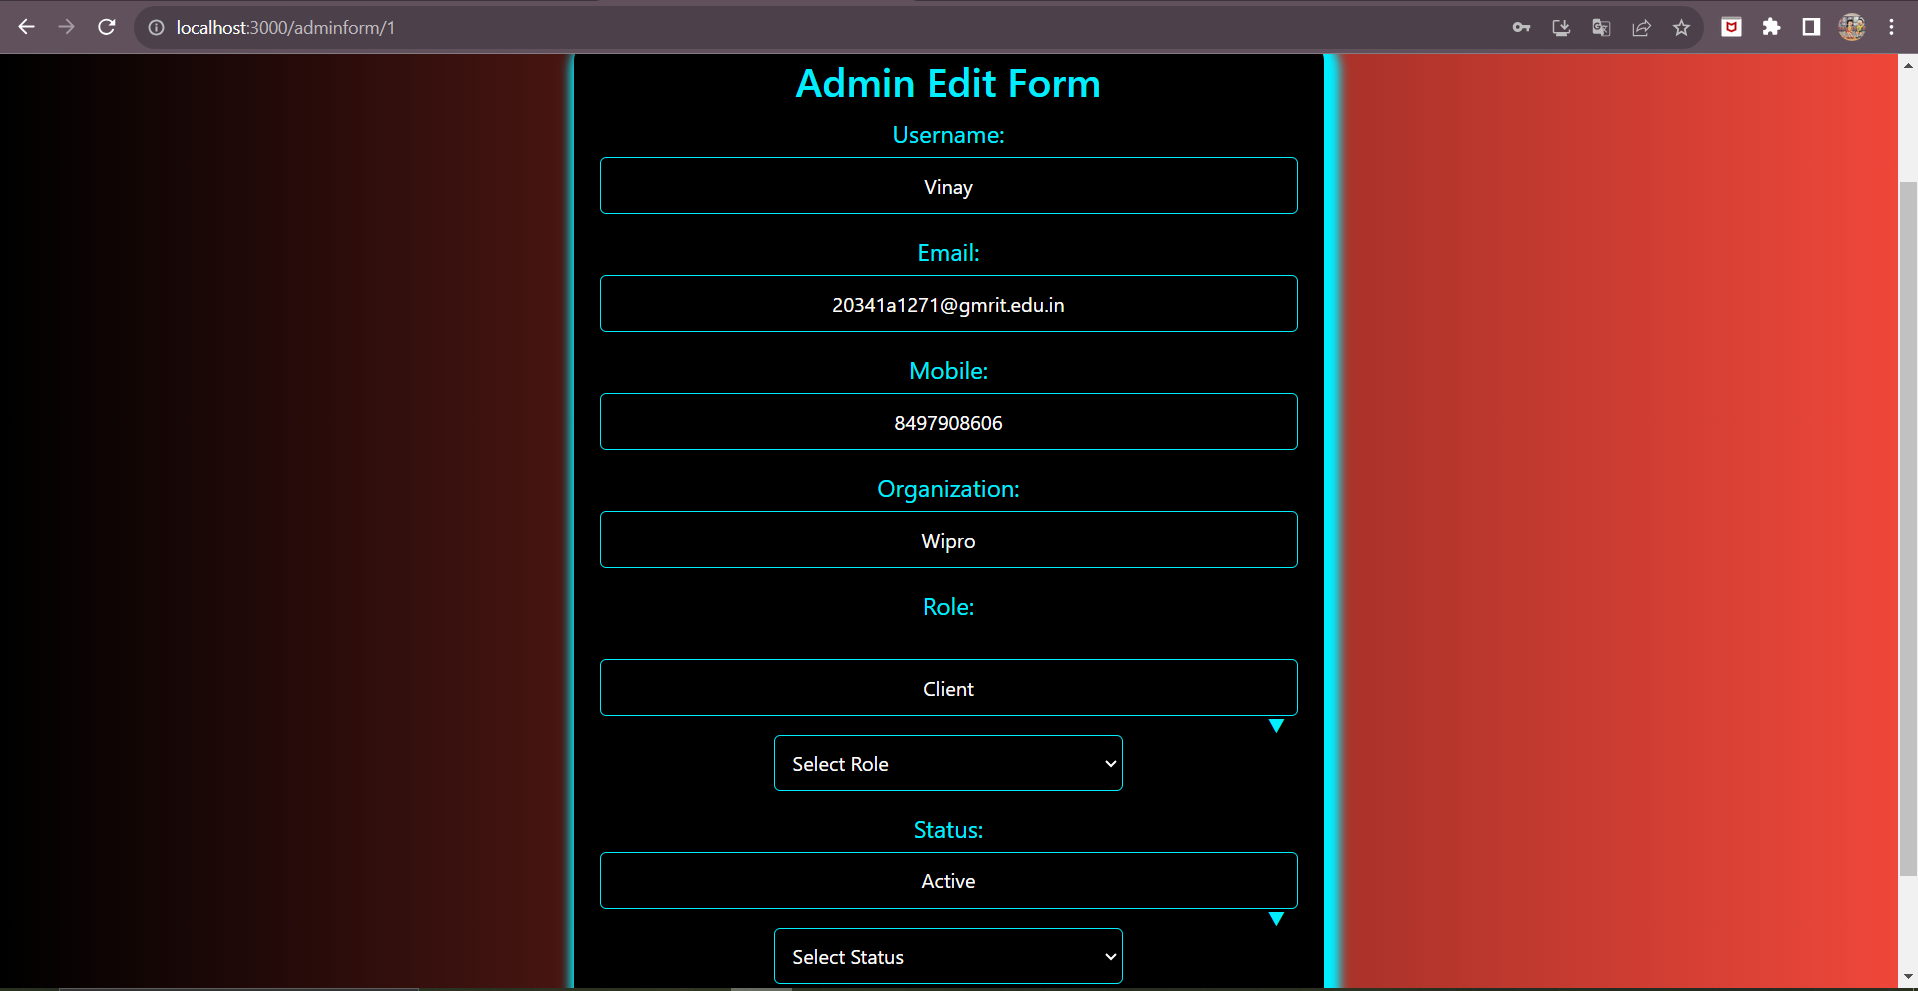 localhost:3000/adminform/1
Admin Edit Form
Username:
Vinay
Email:
20341a1271@gmrit.edu.in
Mobile:
8497908606
Organization:
Wipro
Role:
Client
Select Role
Status:
Active
Select Status